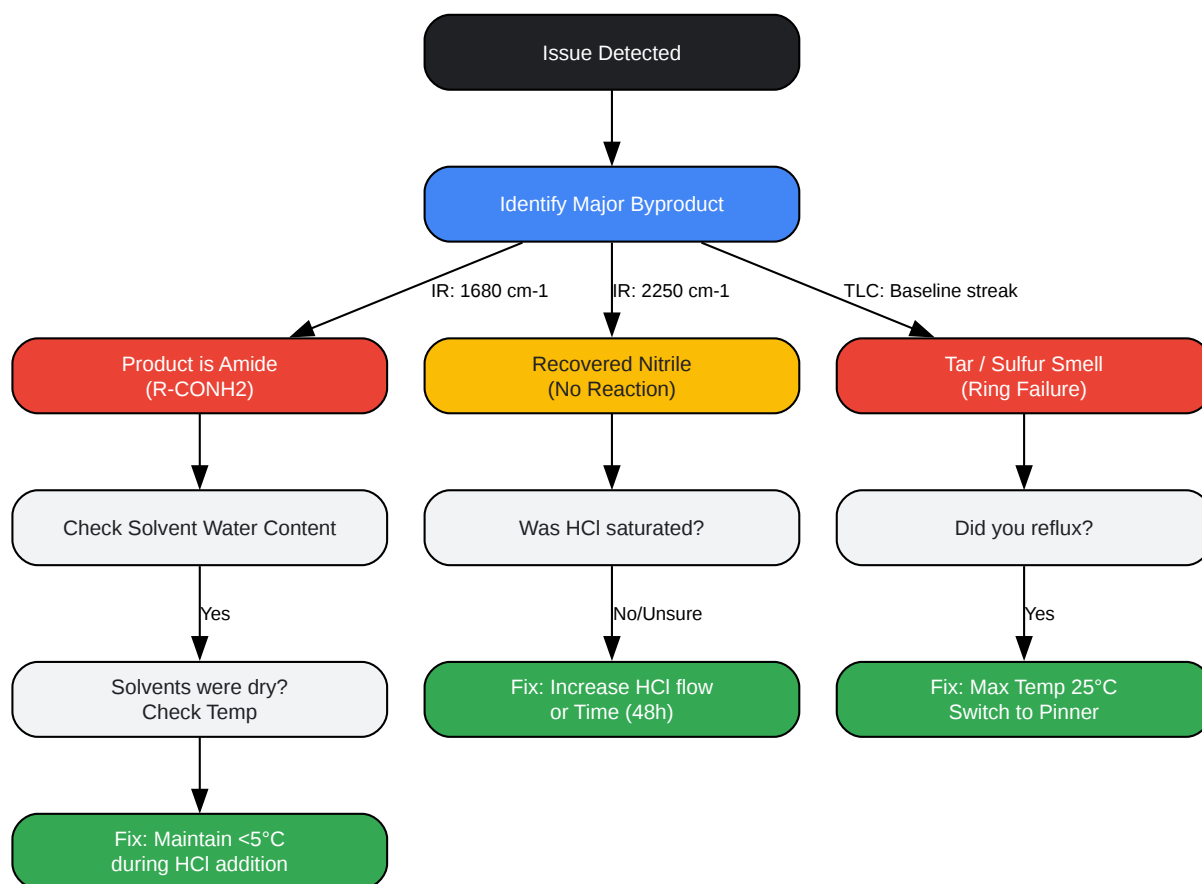 Issue Detected
Identify Major Byproduct
IR: 1680 cm-1
IR: 2250 cm-1
TLC: Baseline streak
Product is Amide
(R-CONH2)
Recovered Nitrile
(No Reaction)
Tar / Sulfur Smell
(Ring Failure)
Check Solvent Water Content
Was HCl saturated?
Did you reflux?
Yes
No/Unsure
Yes
Solvents were dry?
Check Temp
Fix: Increase HCl flow
or Time (48h)
Fix: Max Temp 25°C
Switch to Pinner
Fix: Maintain <5°C
during HCl addition